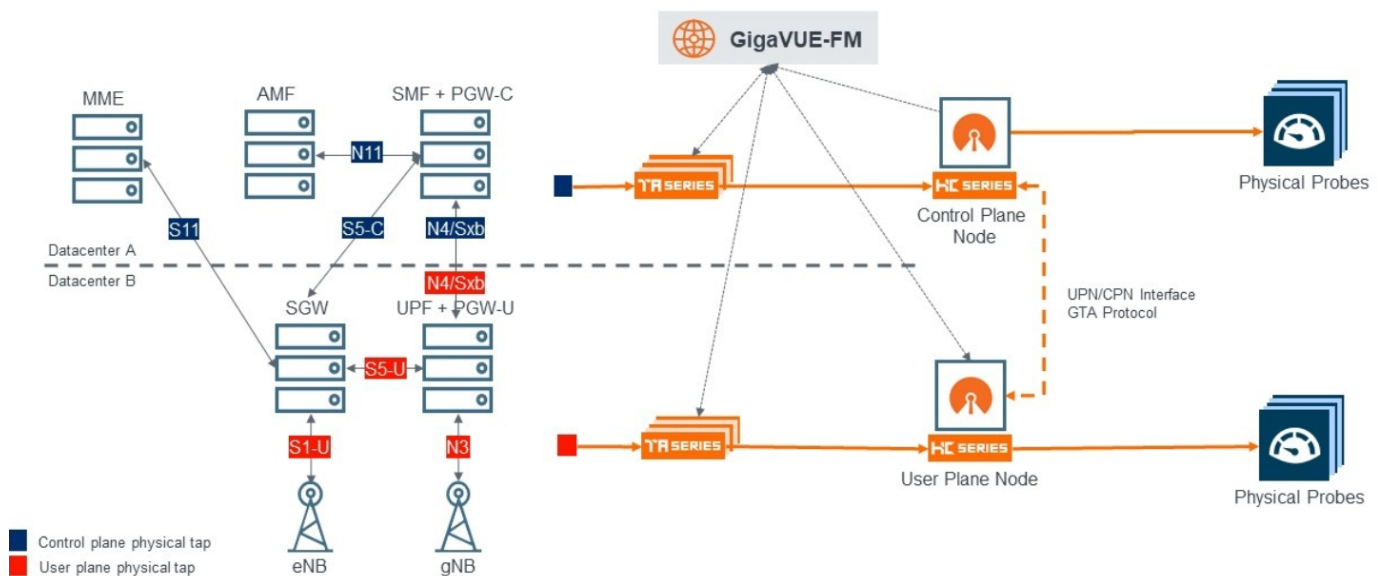 GigaVUE-FM
MME
AMF
SMF + PGW-C
N11
S11
S5-C
N4/Sxb
Datacenter A
Datacenter B
N4/Sxb
SGW
UPF + PGW-U
S5-U
S1-U
N3
eNB
gNB
Control plane physical tap
User plane physical tap
TA SERIES
HC SERIES
Control Plane
Node
Physical Probes
UPN/CPN Interface
GTA Protocol
TA SERIES
HC SERIES
User Plane Node
Physical Probes